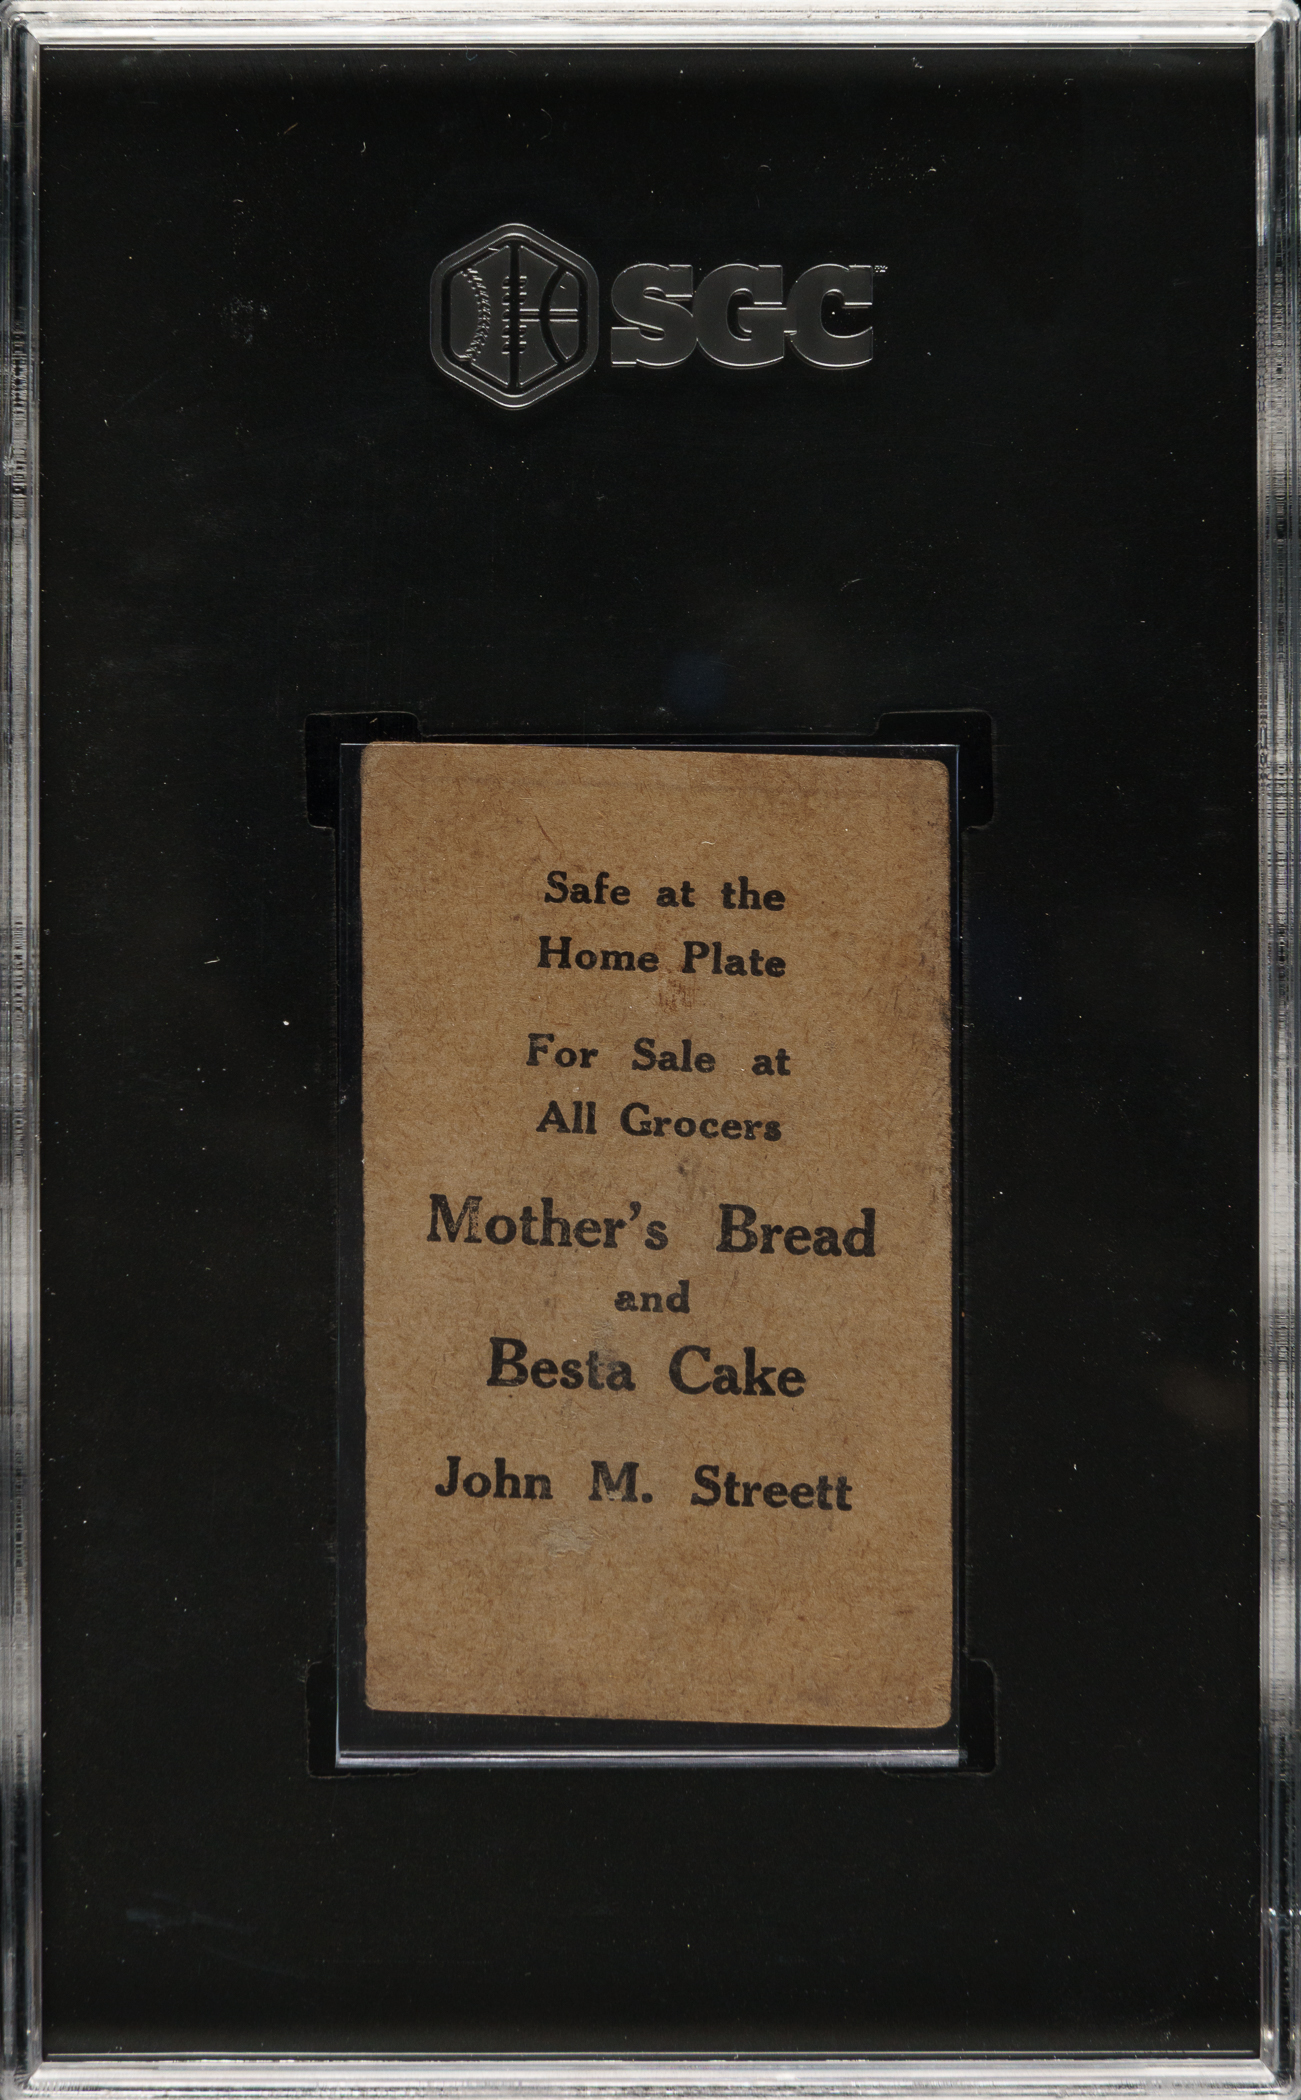 SGC
Safe at the
Home Plate
For Sale at
All Grocers
Mother's Bread
and
Besta Cake
John M. Streett